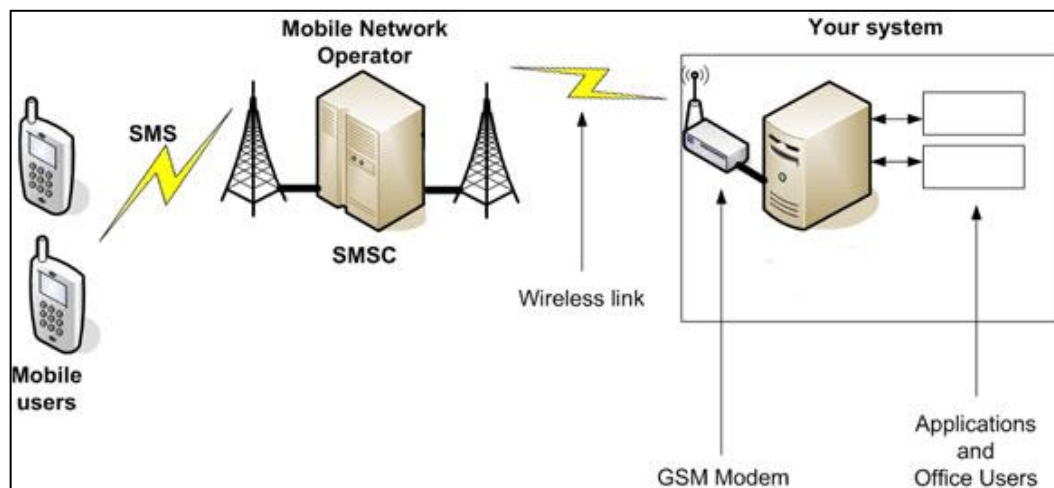 Mobile Network
Operator
Your system
SMS
SMSC
Wireless link
Mobile
users
GSM Modem
Applications
and
Office Users